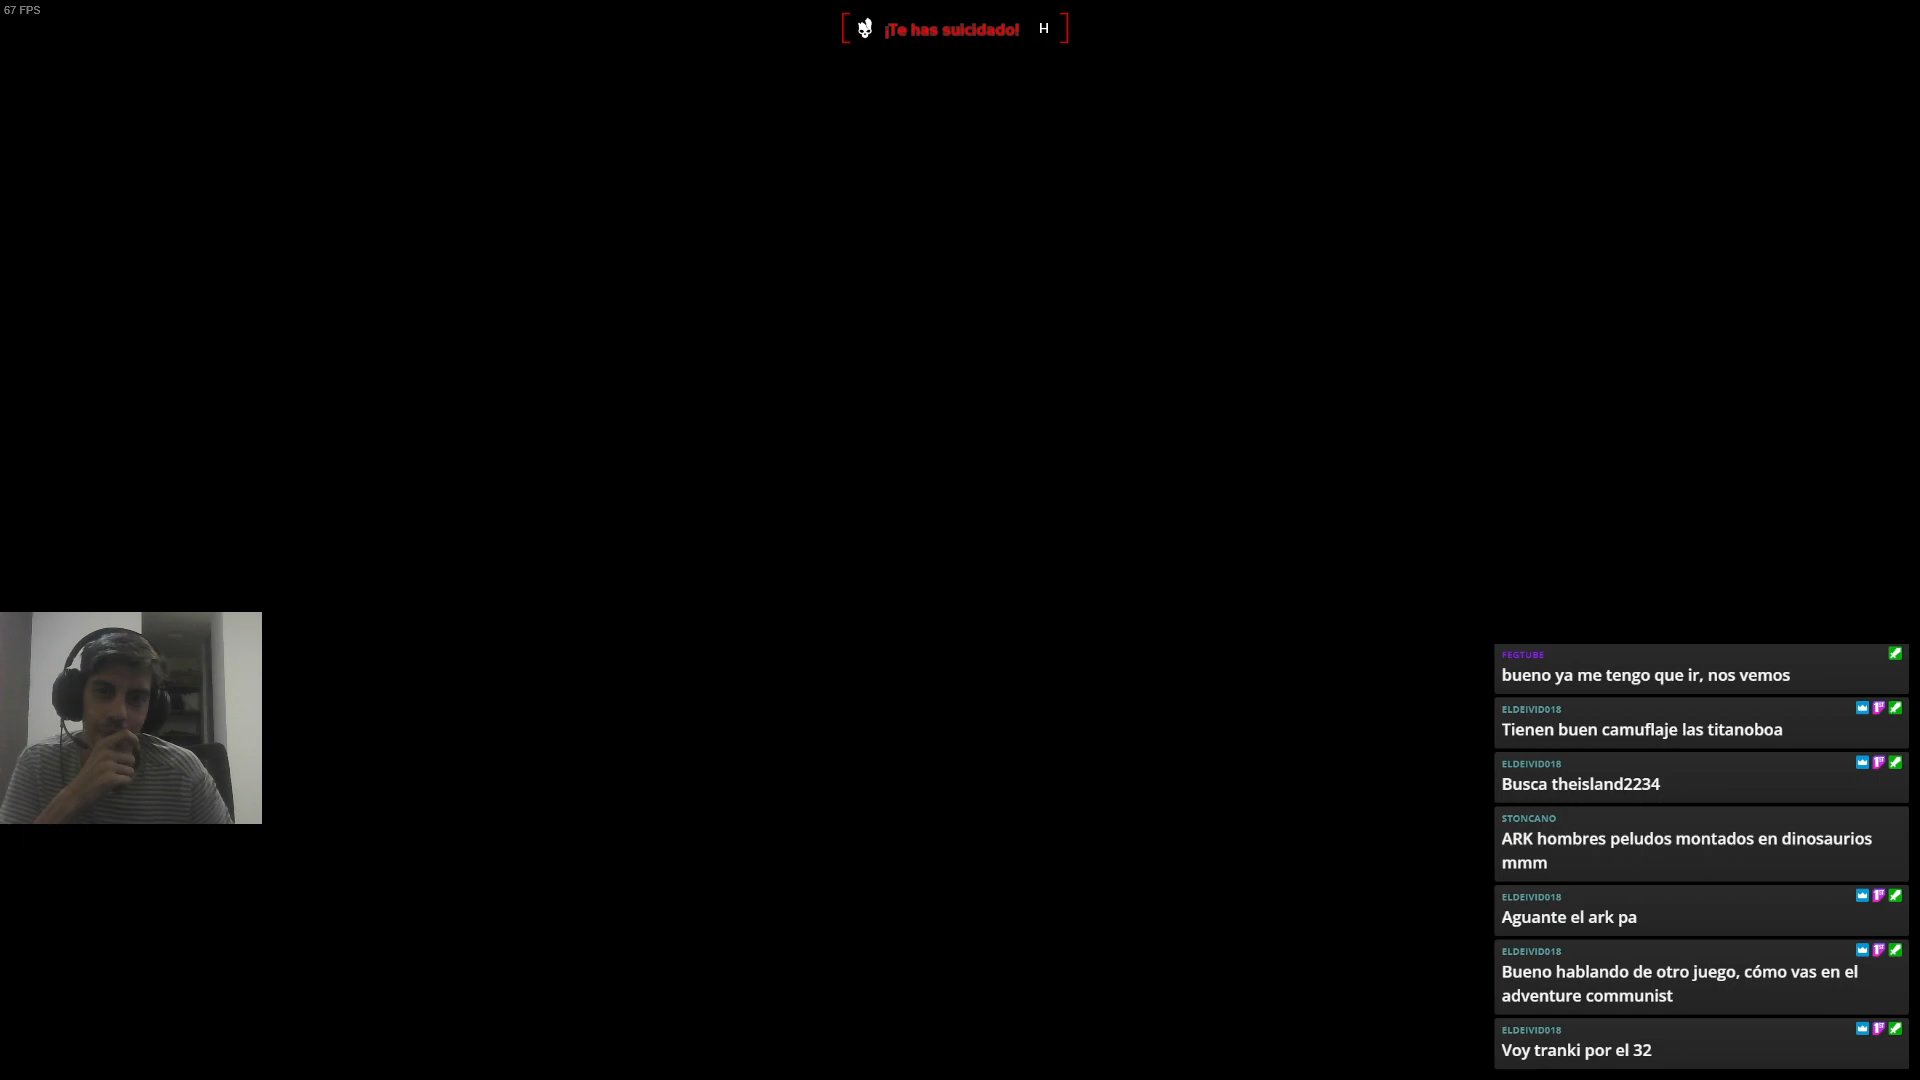 67 FPS
¡Te has suicidado! H
FEGTUBE
bueno ya me tengo que ir, nos vemos
ELDEIVID018
Tienen buen camuflaje las titanoboa
ELDEIVID018
Busca theisland2234
STONCANO
ARK hombres peludos montados en dinosaurios
mmm
ELDEIVID018
Aguante el ark pa
ELDEIVID018
Bueno hablando de otro juego, cómo vas en el
adventure communist
ELDEIVID018
Voy tranki por el 32